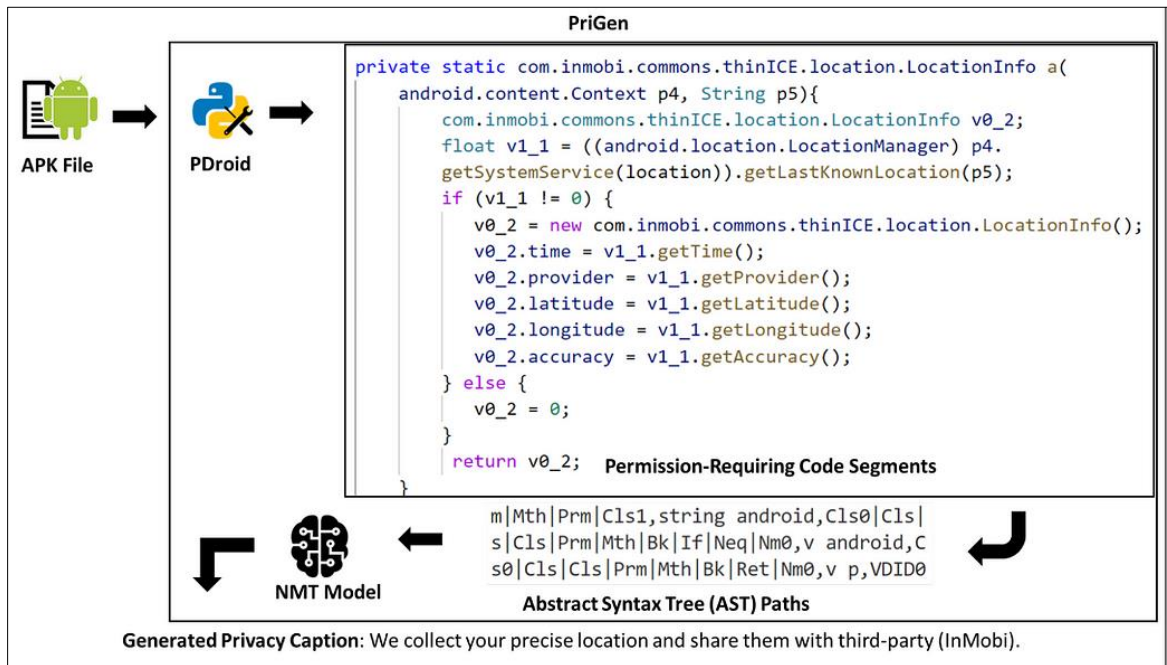 PriGen
APK File
PDroid
private static com.inmobi.commons.thinICE.location.LocationInfo a(
android.content.Context p4, String p5){
com.inmobi.commons.thinICE.location.LocationInfo v0_2;
float v1_1 = ((android.location.LocationManager) p4.
getSystemService(location)).getLastKnownLocation(p5);
if (v1_1 != 0) {
v0_2 = new com.inmobi.commons.thinICE.location.LocationInfo();
v0_2.time = v1_1.getTime();
v0_2.provider = v1_1.getProvider();
v0_2.latitude = v1_1.getLatitude();
v0_2.longitude = v1_1.getLongitude();
v0_2.accuracy = v1_1.getAccuracy();
} else {
v0_2 = 0;
}
return v0_2;
}
Permission-Requiring Code Segments
m|Mth|Prm|Cls1,string android,Cls0|Cls|
s|Cls|Prm|Mth|Bk|If|Neq|Nm0,v android,C
s0|Cls|Cls|Prm|Mth|Bk|Ret|Nm0,v p,VDID0
Abstract Syntax Tree (AST) Paths
NMT Model
Generated Privacy Caption: We collect your precise location and share them with third-party (InMobi).